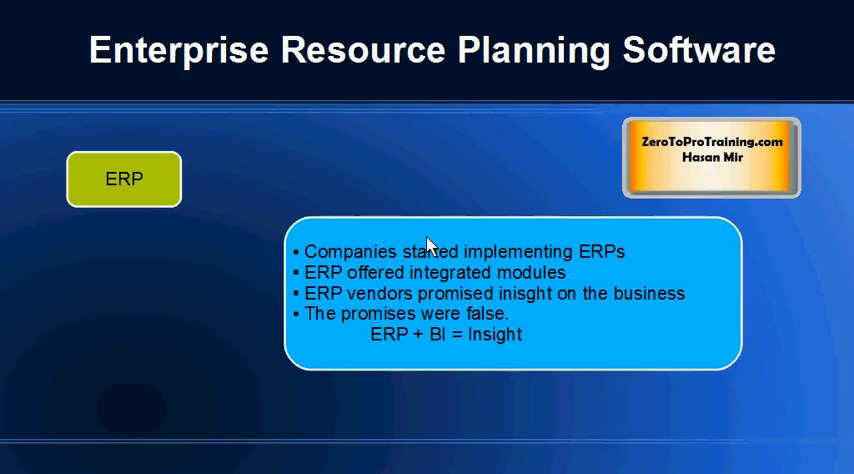 Enterprise Resource Planning Software
ZeroToProTraining.com
Hasan Mir
ERP
• Companies started implementing ERPs
• ERP offered integrated modules
• ERP vendors promised inisght on the business
• The promises were false.
ERP + BI = Insight